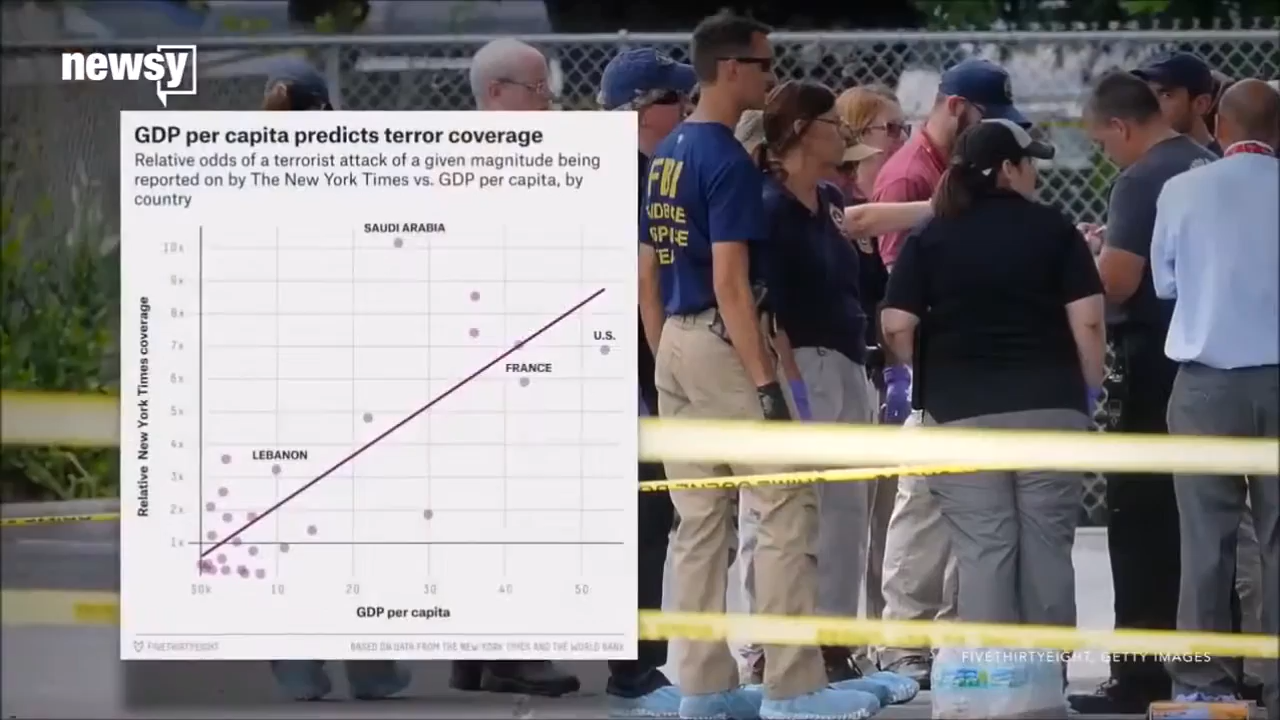 newsy
GDP per capita predicts terror coverage
Relative odds of a terrorist attack of a given magnitude being
reported on by The New York Times vs. GDP per capita, by
country
Relative New York Times coverage
10x
9x
8x
7x
6x
5x
4x
3x
2x
1x
SAUDI ARABIA
U.S.
FRANCE
LEBANON
$0k 10 20 30 40 50
GDP per capita
FIVETHIRTYEIGHT BASED ON DATA FROM THE NEW YORK TIMES AND THE WORLD BANK
FBI
FIVETHIRTYEIGHT, GETTY IMAGES